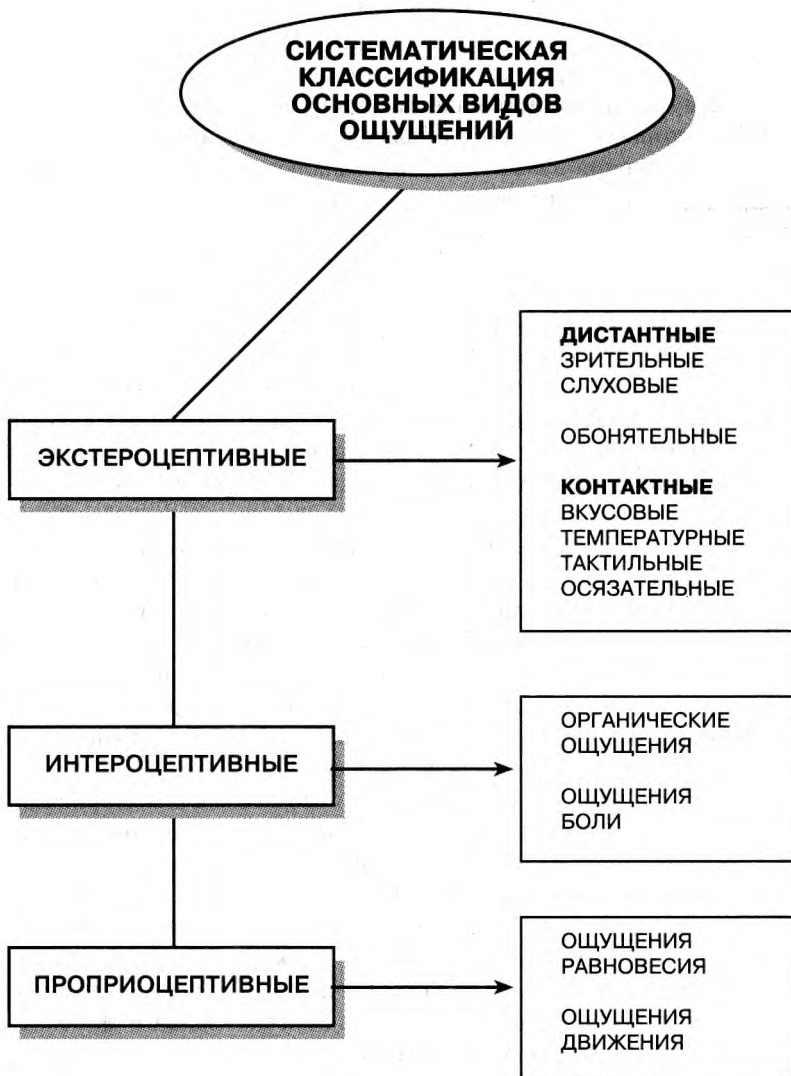 СИСТЕМАТИЧЕСКАЯ
КЛАССИФИКАЦИЯ
ОСНОВНЫХ ВИДОВ
ОЩУЩЕНИЙ
ЭКСТЕРОЦЕПТИВНЫЕ
ДИСТАНТНЫЕ
ЗРИТЕЛЬНЫЕ
СЛУХОВЫЕ
ОБОНЯТЕЛЬНЫЕ
КОНТАКТНЫЕ
ВКУСОВЫЕ
ТЕМПЕРАТУРНЫЕ
ТАКТИЛЬНЫЕ
ОСЯЗАТЕЛЬНЫЕ
ИНТЕРОЦЕПТИВНЫЕ
ОРГАНИЧЕСКИЕ
ОЩУЩЕНИЯ
ОЩУЩЕНИЯ
БОЛИ
ПРОПРИОЦЕПТИВНЫЕ
ОЩУЩЕНИЯ
РАВНОВЕСИЯ
ОЩУЩЕНИЯ
ДВИЖЕНИЯ